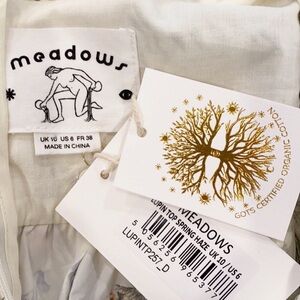 meadows
UK 10 US 6 FR 38
MADE IN CHINA
GOTS CERTIFIED ORGANIC COTTON
MEADOWS
LUPIN TOP SPRING HAZE UK 10, US 6
LUPINTP257_D